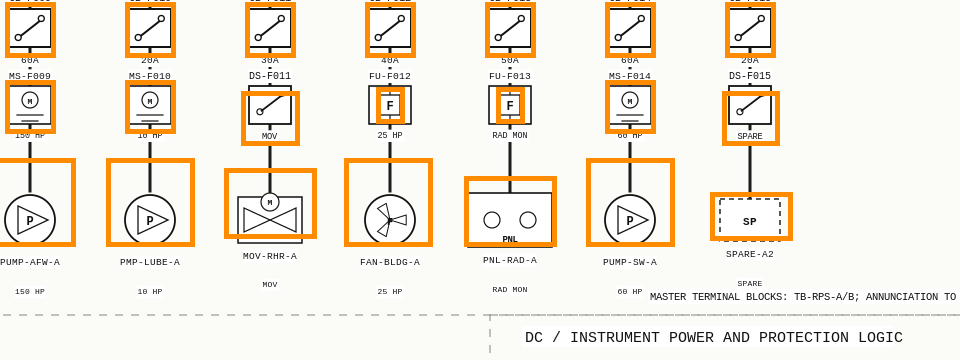 60A 20A 30A 40A 50A 60A 20A
MS-F009 MS-F010 DS-F011 FU-F012 FU-F013 MS-F014 DS-F015
M M F F M
150 HP 10 HP MOV 25 HP RAD MON 60 HP SPARE
M
P P P SP
PNL
PUMP-AFW-A PMP-LUBE-A MOV-RHR-A FAN-BLDG-A PNL-RAD-A PUMP-SW-A SPARE-A2
150 HP 10 HP MOV 25 HP RAD MON 60 HP SPARE
MASTER TERMINAL BLOCKS: TB-RPS-A/B; ANNUNCIATION TO
DC / INSTRUMENT POWER AND PROTECTION LOGIC